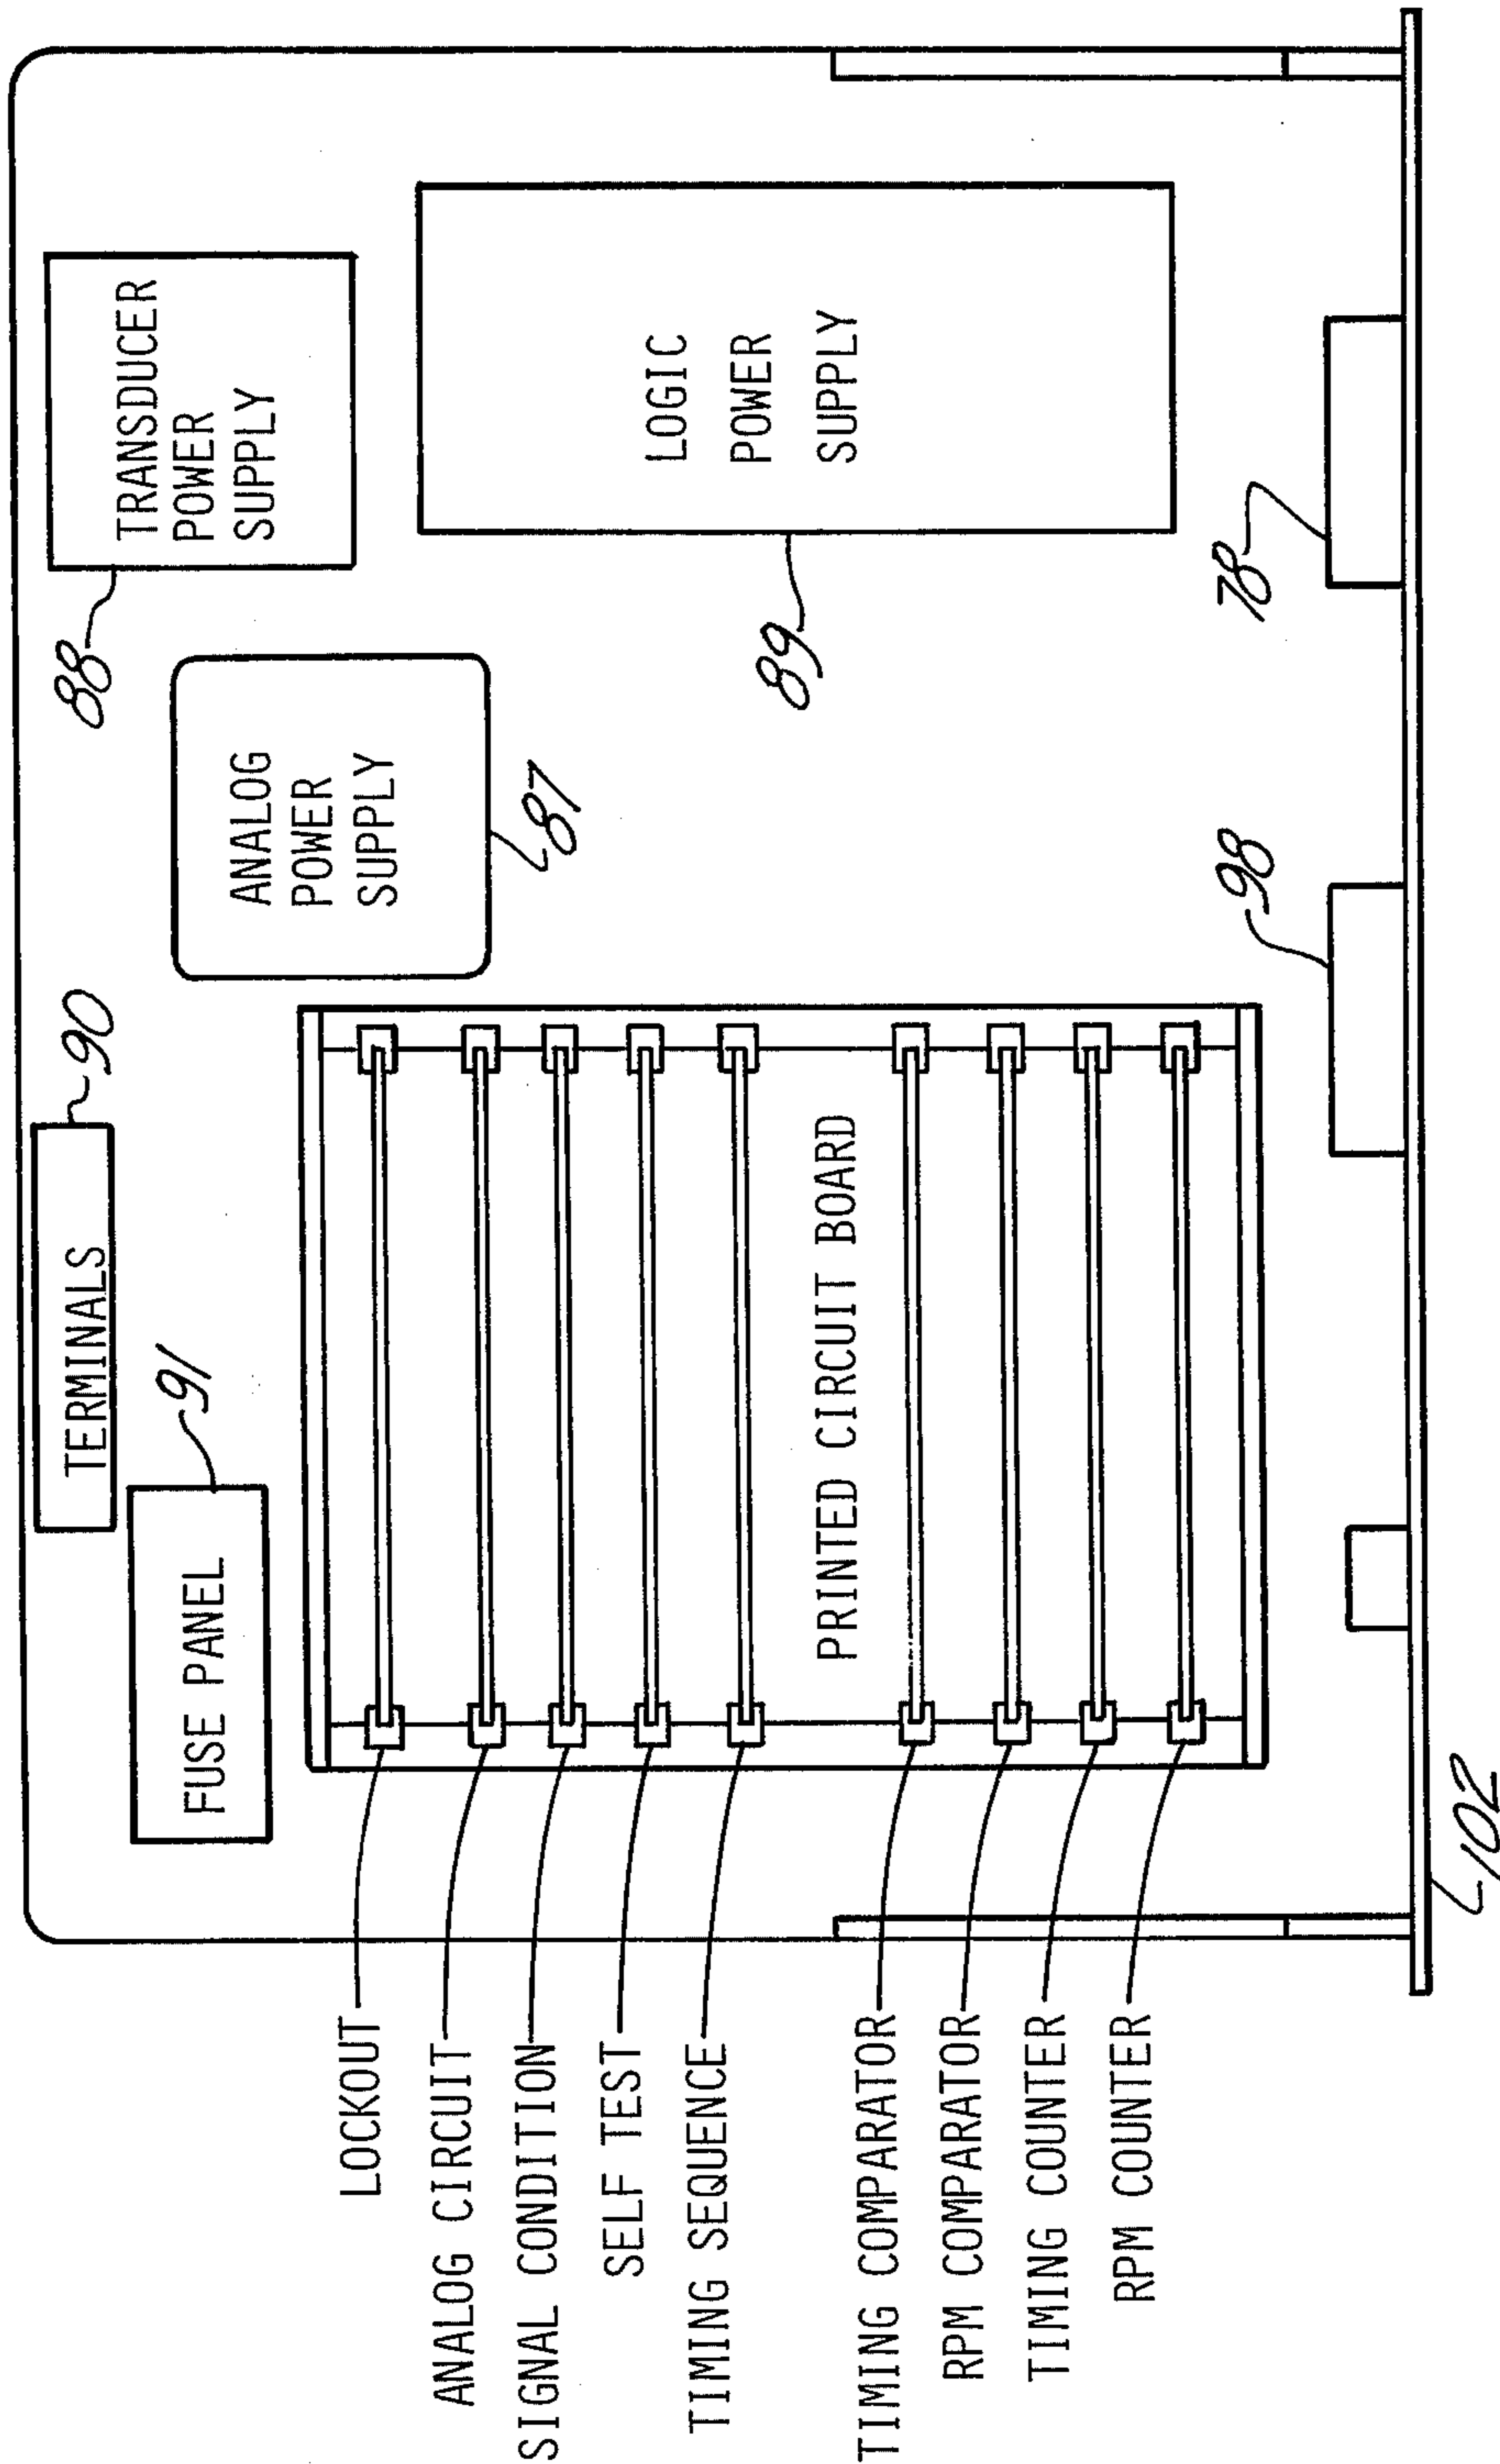 TERMINALS
90
FUSE PANEL
91
TRANSDUCER
POWER
SUPPLY
88
ANALOG
POWER
SUPPLY
87
LOGIC
POWER
SUPPLY
89
LOCKOUT
ANALOG CIRCUIT
SIGNAL CONDITION
SELF TEST
TIMING SEQUENCE
PRINTED CIRCUIT BOARD
TIMING COMPARATOR
RPM COMPARATOR
TIMING COUNTER
RPM COUNTER
98
78
102